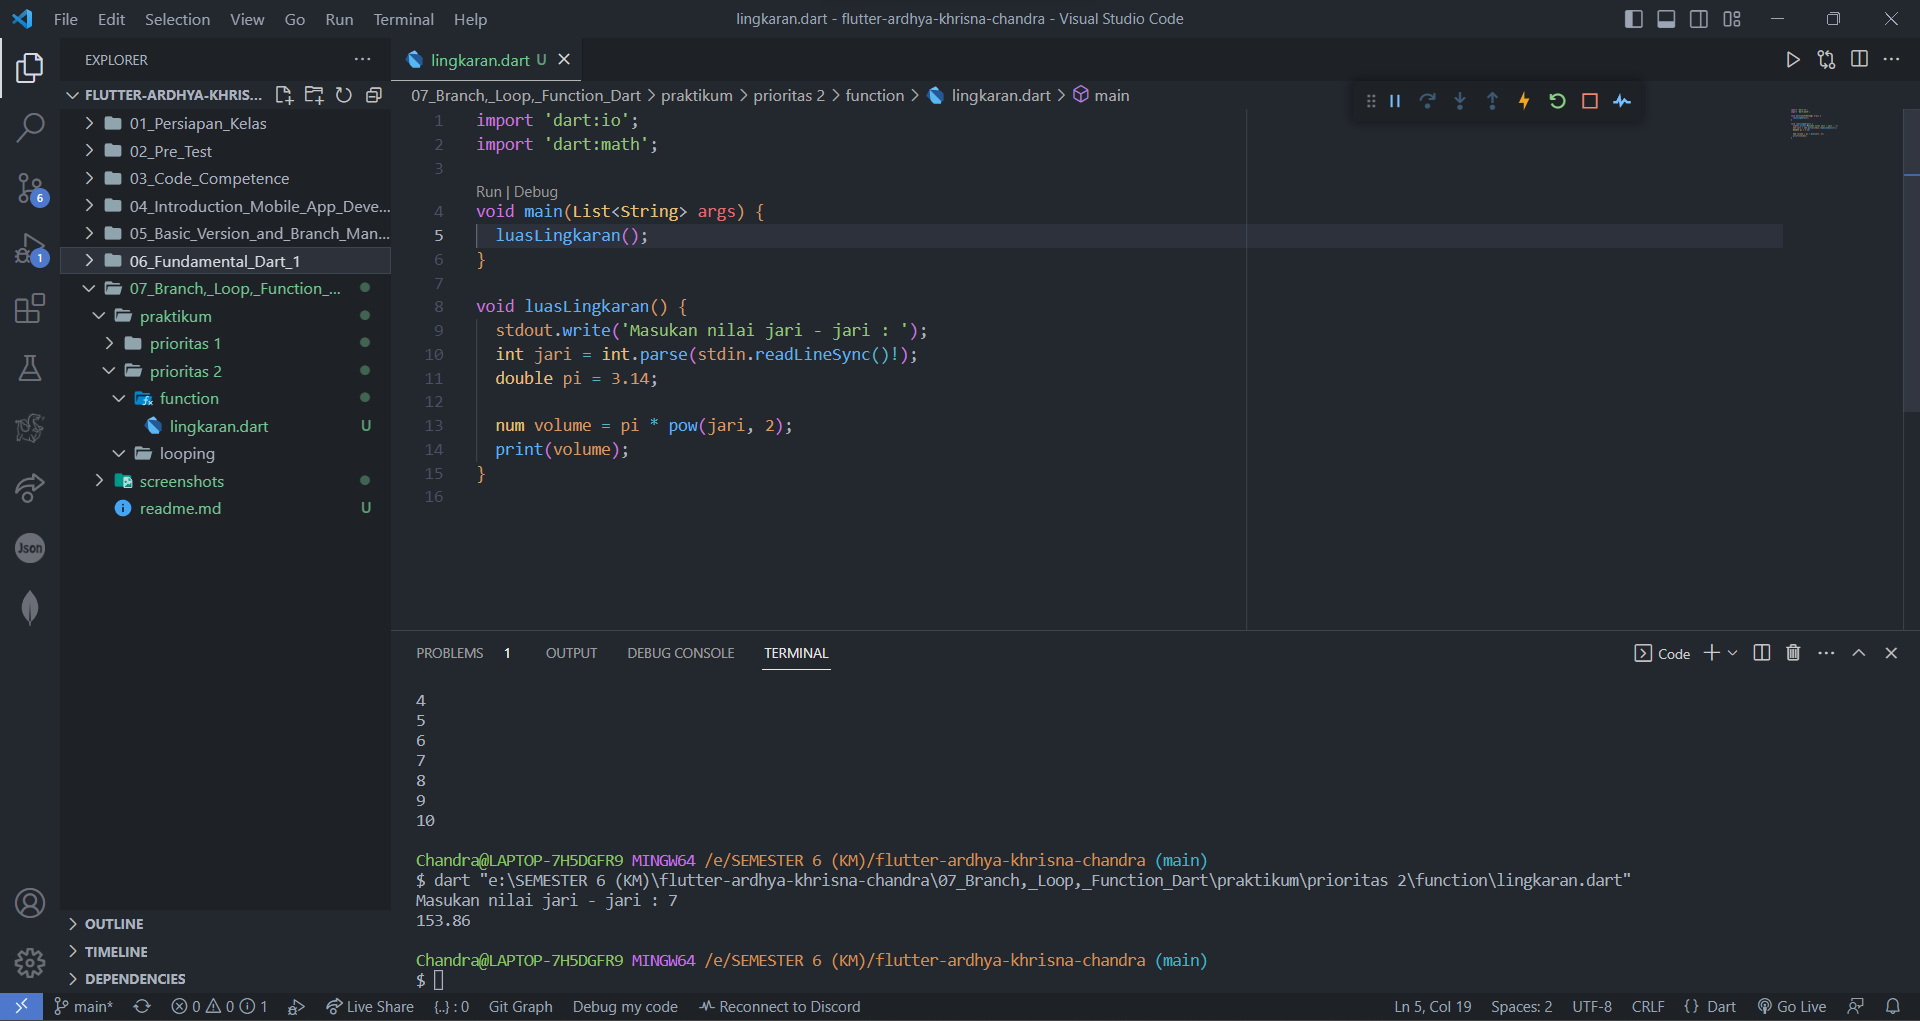 File Edit Selection View Go Run Terminal Help
lingkaran.dart - flutter-ardhya-khrisna-chandra - Visual Studio Code
EXPLORER
FLUTTER-ARDHYA-KHRIS...
01_Persiapan_Kelas
02_Pre_Test
03_Code_Competence
04_Introduction_Mobile_App_Deve...
05_Basic_Version_and_Branch_Man...
06_Fundamental_Dart_1
07_Branch,_Loop,_Function_...
praktikum
prioritas 1
prioritas 2
function
lingkaran.dart U
looping
screenshots
readme.md U
6
1
Json
OUTLINE
TIMELINE
DEPENDENCIES
lingkaran.dart U
07_Branch,_Loop,_Function_Dart > praktikum > prioritas 2 > function > lingkaran.dart > main
1 import 'dart:io';
2 import 'dart:math';
3
Run | Debug
4 void main(List<String> args) {
5 luasLingkaran();
6 }
7
8 void luasLingkaran() {
9 stdout.write('Masukan nilai jari - jari : ');
10 int jari = int.parse(stdin.readLineSync()!);
11 double pi = 3.14;
12
13 num volume = pi * pow(jari, 2);
14 print(volume);
15 }
16
PROBLEMS 1 OUTPUT DEBUG CONSOLE TERMINAL
Code
4
5
6
7
8
9
10
Chandra@LAPTOP-7H5DGFR9 MINGW64 /e/SEMESTER 6 (KM)/flutter-ardhya-khrisna-chandra (main)
$ dart "e:\SEMESTER 6 (KM)\flutter-ardhya-khrisna-chandra\07_Branch,_Loop,_Function_Dart\praktikum\prioritas 2\function\lingkaran.dart"
Masukan nilai jari - jari : 7
153.86
Chandra@LAPTOP-7H5DGFR9 MINGW64 /e/SEMESTER 6 (KM)/flutter-ardhya-khrisna-chandra (main)
$
main* 0 0 1 Live Share {..} : 0 Git Graph Debug my code Reconnect to Discord Ln 5, Col 19 Spaces: 2 UTF-8 CRLF {} Dart Go Live